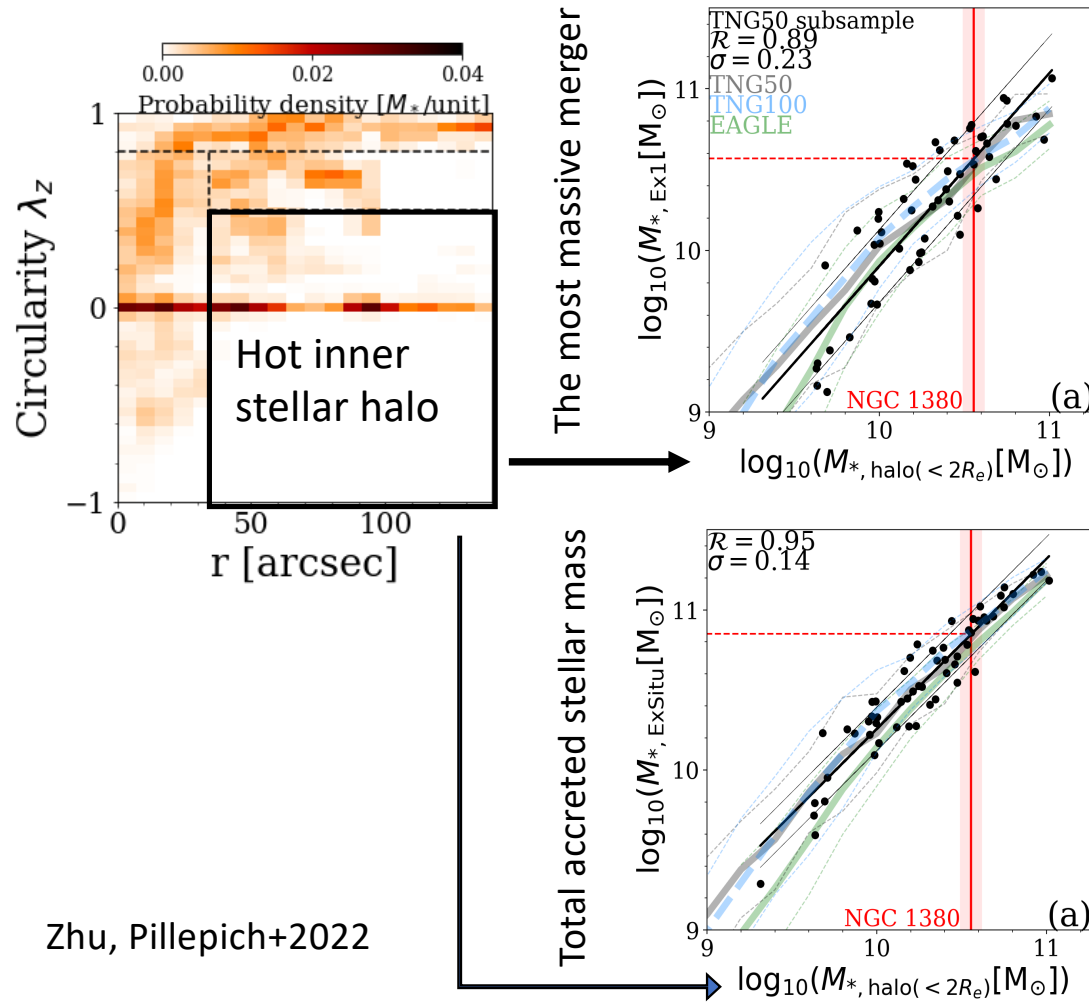 0.00 0.02 0.04
Probability density [M*/unit]
1
0
-1
Circularity λz
Hot inner
stellar halo
0 50 100
r [arcsec]
The most massive merger
TNG50 subsample
R = 0.89
σ = 0.23
TNG50
TNG100
EAGLE
11
10
9
log10(M*, Ex1[M⊙])
NGC 1380
(a)
9 10 11
log10(M*, halo(<2Re)[M⊙])
Total accreted stellar mass
R = 0.95
σ = 0.14
11
10
9
log10(M*, ExSitu[M⊙])
NGC 1380
(a)
9 10 11
log10(M*, halo(<2Re)[M⊙])
Zhu, Pillepich+2022